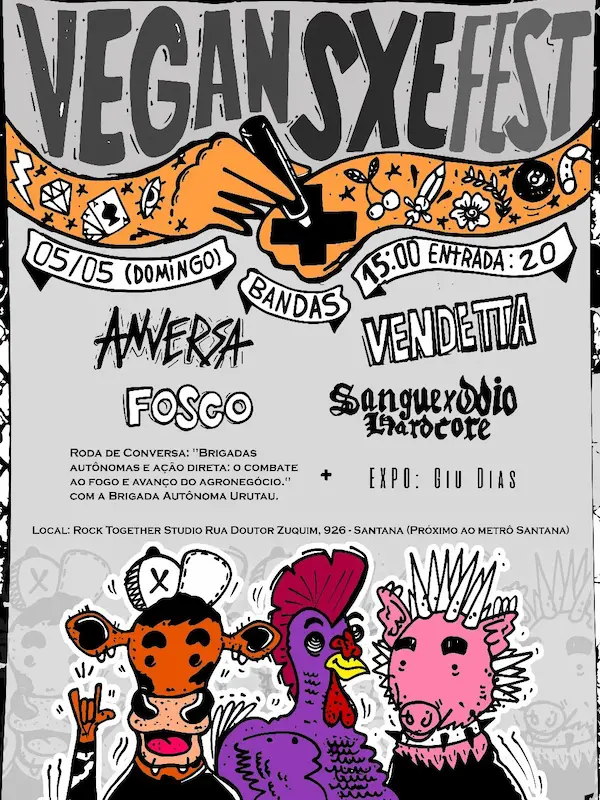 VEGAN SXE FEST
05/05 (DOMINGO)
15:00 ENTRADA: 20
BANDAS
ANVERSA
VENDETTA
FOSCO
SanguexOdio
Hardcore
Roda de Conversa: "Brigadas
autônomas e ação direta: o combate
ao fogo e avanço do agronegócio."
com a Brigada Autônoma Urutau.
+
EXPO: Giu Dias
Local: Rock Together Studio Rua Doutor Zuquim, 926 - Santana (Próximo ao metrô Santana)
X